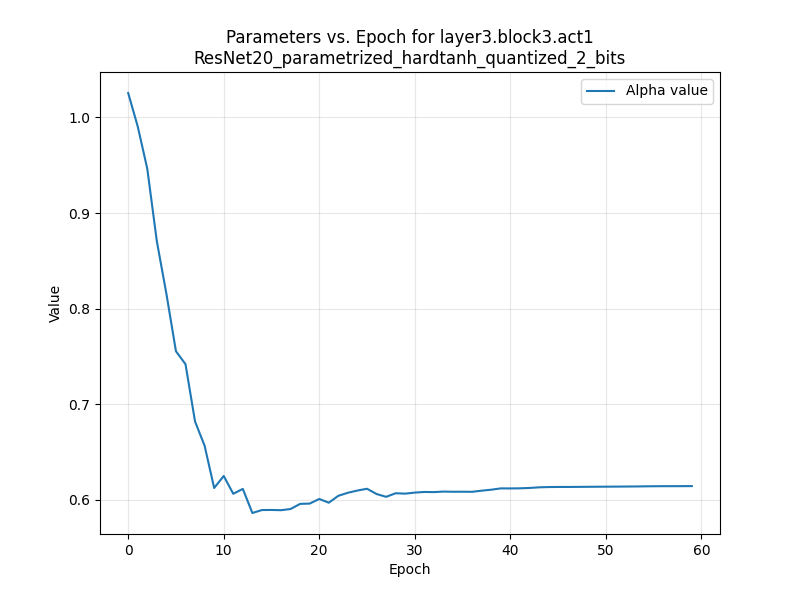 Parameters vs. Epoch for layer3.block3.act1
ResNet20_parametrized_hardtanh_quantized_2_bits
Alpha value
1.0
0.9
0.8
0.7
0.6
Value
0
10
20
30
40
50
60
Epoch